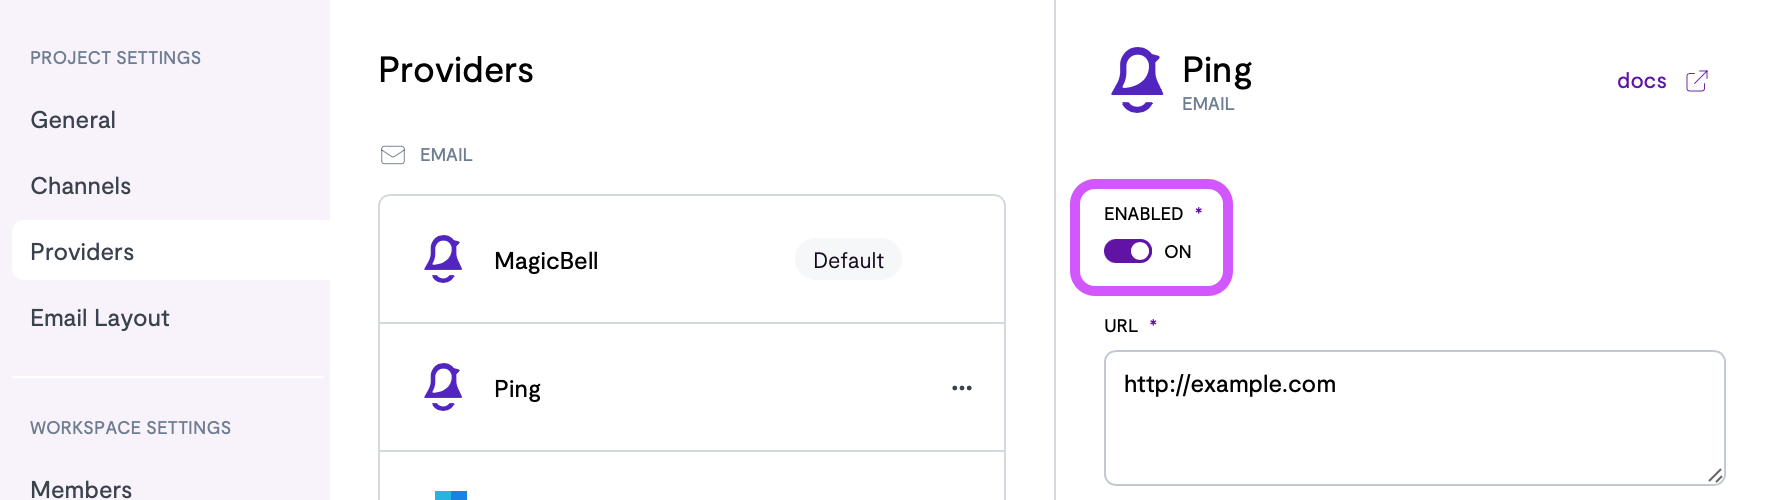 PROJECT SETTINGS
General
Channels
Providers
Email Layout
WORKSPACE SETTINGS
Members
Providers
EMAIL
MagicBell
Default
Ping
Ping
EMAIL
docs
ENABLED *
ON
URL *
http://example.com